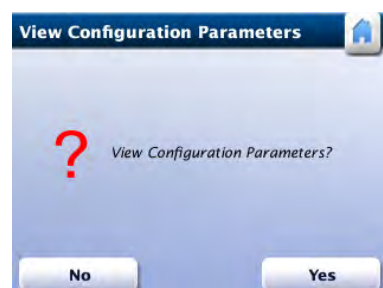 View Configuration Parameters
?
View Configuration Parameters?
No
Yes